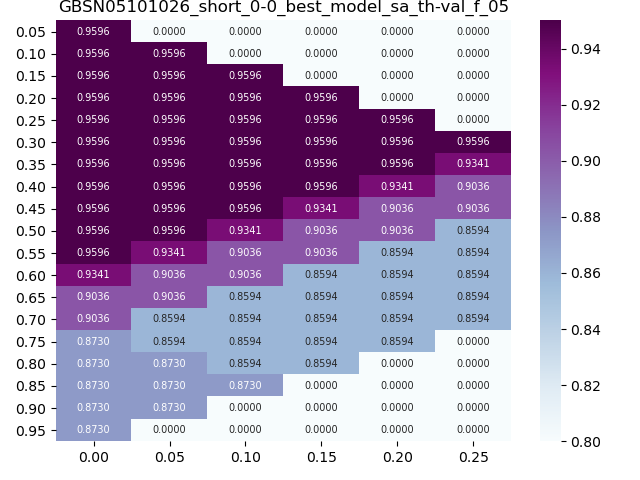 GBSN05101026_short_0-0_best_model_sa_th-val_f_05
0.05 0.9596 0.0000 0.0000 0.0000 0.0000 0.0000
0.10 0.9596 0.9596 0.0000 0.0000 0.0000 0.0000
0.15 0.9596 0.9596 0.9596 0.0000 0.0000 0.0000
0.20 0.9596 0.9596 0.9596 0.9596 0.0000 0.0000
0.25 0.9596 0.9596 0.9596 0.9596 0.9596 0.0000
0.30 0.9596 0.9596 0.9596 0.9596 0.9596 0.9596
0.35 0.9596 0.9596 0.9596 0.9596 0.9596 0.9341
0.40 0.9596 0.9596 0.9596 0.9596 0.9341 0.9036
0.45 0.9596 0.9596 0.9596 0.9341 0.9036 0.9036
0.50 0.9596 0.9596 0.9341 0.9036 0.9036 0.8594
0.55 0.9596 0.9341 0.9036 0.9036 0.8594 0.8594
0.60 0.9341 0.9036 0.9036 0.8594 0.8594 0.8594
0.65 0.9036 0.9036 0.8594 0.8594 0.8594 0.8594
0.70 0.9036 0.8594 0.8594 0.8594 0.8594 0.8594
0.75 0.8730 0.8594 0.8594 0.8594 0.8594 0.0000
0.80 0.8730 0.8730 0.8594 0.8594 0.0000 0.0000
0.85 0.8730 0.8730 0.8730 0.0000 0.0000 0.0000
0.90 0.8730 0.8730 0.0000 0.0000 0.0000 0.0000
0.95 0.8730 0.0000 0.0000 0.0000 0.0000 0.0000
0.00 0.05 0.10 0.15 0.20 0.25
0.94
0.92
0.90
0.88
0.86
0.84
0.82
0.80